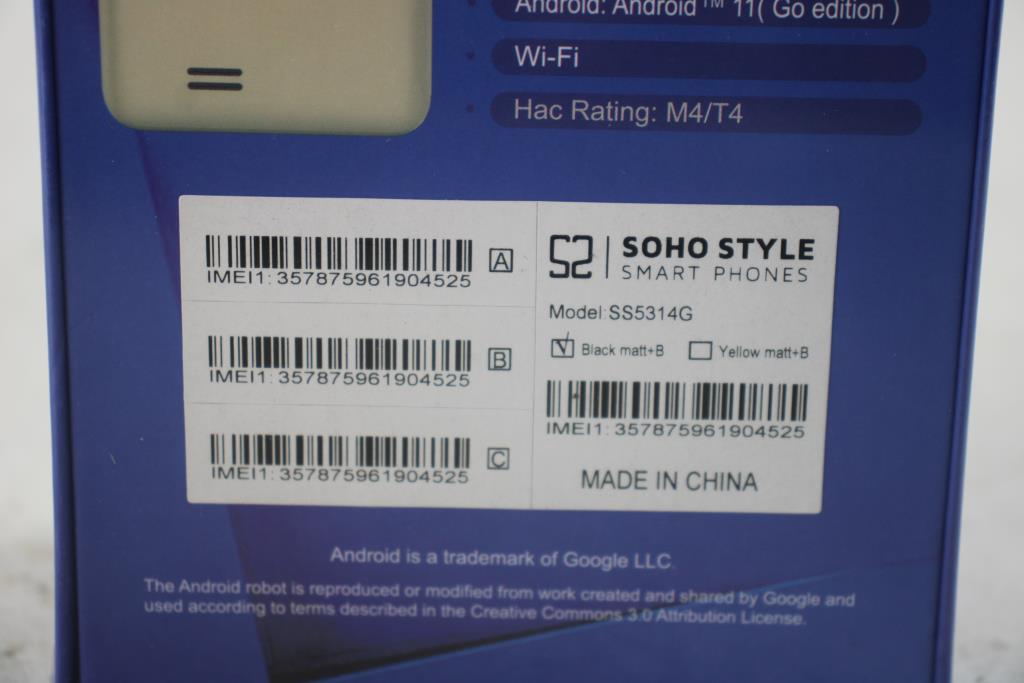 Android: Android™ 11( Go edition )
Wi-Fi
Hac Rating: M4/T4
IMEI1: 357875961904525
A
IMEI1: 357875961904525
B
IMEI1: 357875961904525
C
SOHO STYLE
SMART PHONES
Model:SS5314G
Black matt+B Yellow matt+B
IMEI1: 357875961904525
MADE IN CHINA
Android is a trademark of Google LLC.
The Android robot is reproduced or modified from work created and shared by Google and
used according to terms described in the Creative Commons 3.0 Attribution License.